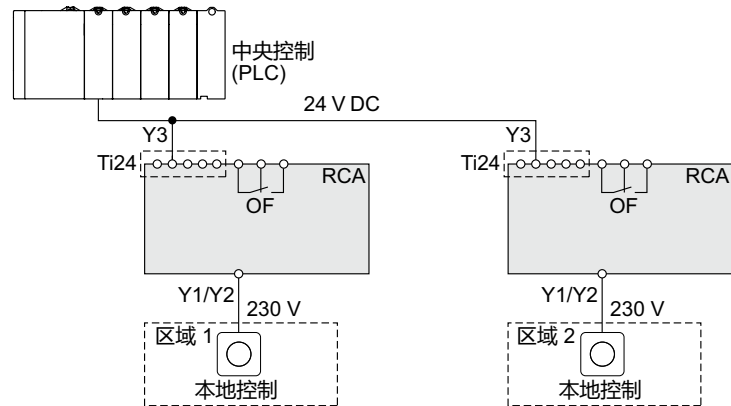 中央控制
(PLC)
24 V DC
Y3
Y3
Ti24
RCA
OF
Ti24
RCA
OF
Y1/Y2
230 V
Y1/Y2
230 V
区域 1
本地控制
区域 2
本地控制